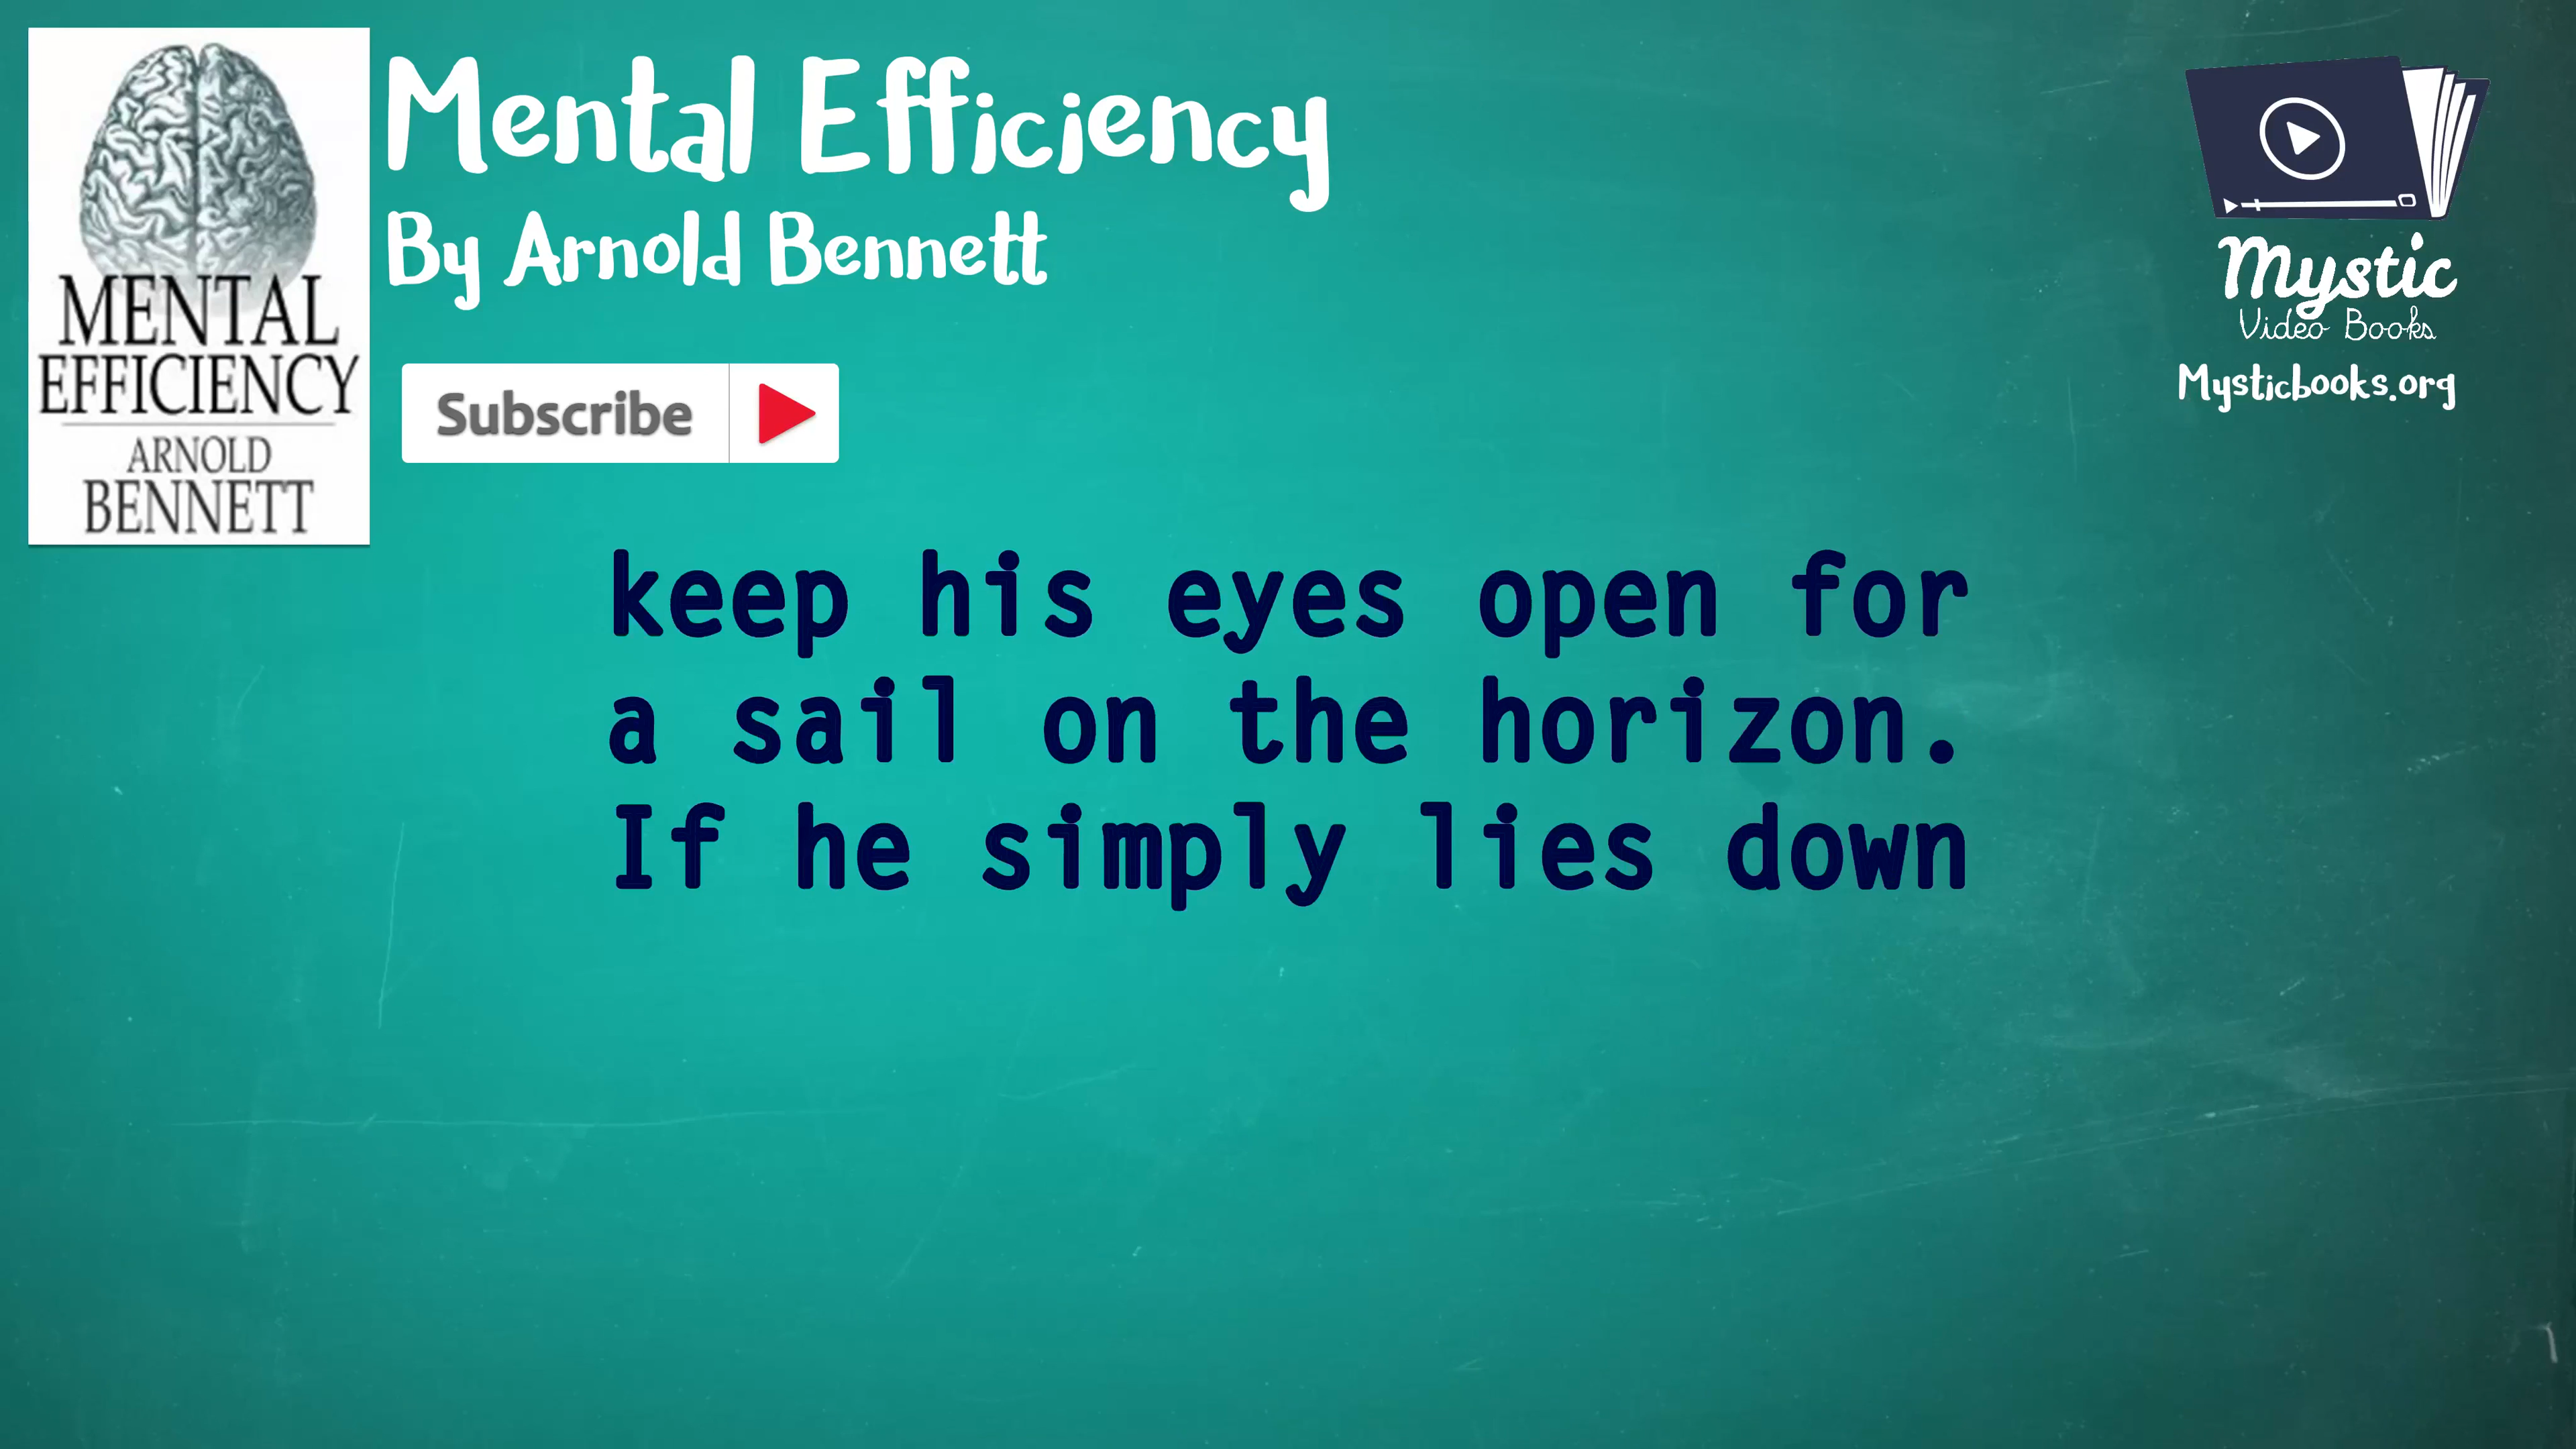 MENTAL
EFFICIENCY
ARNOLD
BENNETT
Mental Efficiency
By Arnold Bennett
Subscribe
Mystic
Video Books
Mysticbooks.org
keep his eyes open for
a sail on the horizon.
If he simply lies down